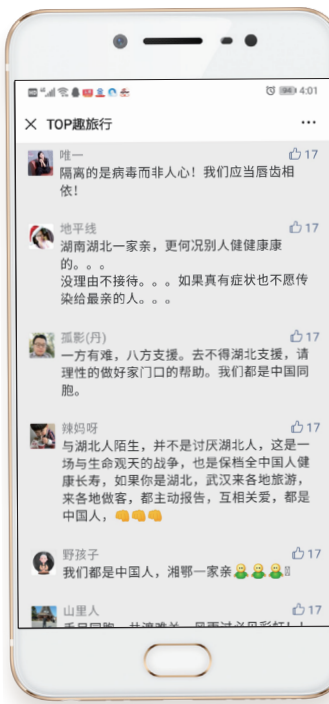 94 4:01
TOP趣旅行
唯一 17
隔离的是病毒而非人心！我们应当唇齿相
依！
地平线 17
湖南湖北一家亲，更何况别人健健康康
的。。。
没理由不接待。。。如果真有症状也不愿传
染给最亲的人。。。
孤影(丹) 17
一方有难，八方支援。去不得湖北支援，请
理性的做好家门口的帮助。我们都是中国同
胞。
辣妈呀 17
与湖北人陌生，并不是讨厌湖北人，这是一
场与生命观天的战争，也是保档全中国人健
康长寿，如果你是湖北，武汉来各地旅游，
来各地做客，都主动报告，互相关爱，都是
中国人，👊👊👊
野孩子 17
我们都是中国人，湘鄂一家亲
山里人 17